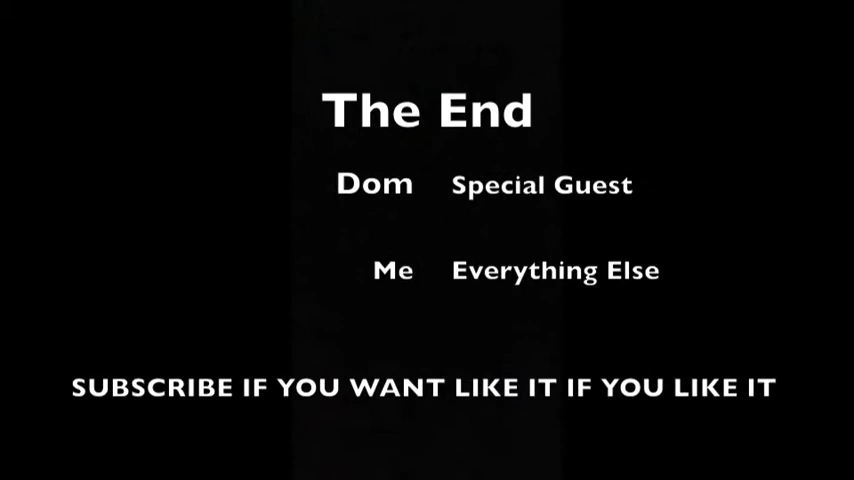 The End
Dom Special Guest
Me Everything Else
SUBSCRIBE IF YOU WANT LIKE IT IF YOU LIKE IT